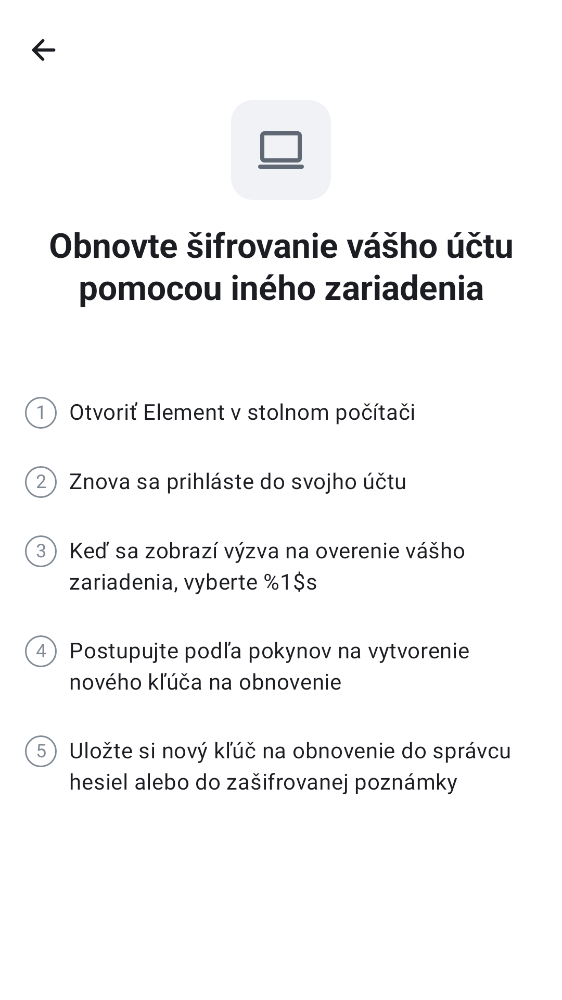 Obnovte šifrovanie vášho účtu
pomocou iného zariadenia
1 Otvoriť Element v stolnom počítači
2 Znova sa prihláste do svojho účtu
3 Keď sa zobrazí výzva na overenie vášho
zariadenia, vyberte %1$s
4 Postupujte podľa pokynov na vytvorenie
nového kľúča na obnovenie
5 Uložte si nový kľúč na obnovenie do správcu
hesiel alebo do zašifrovanej poznámky